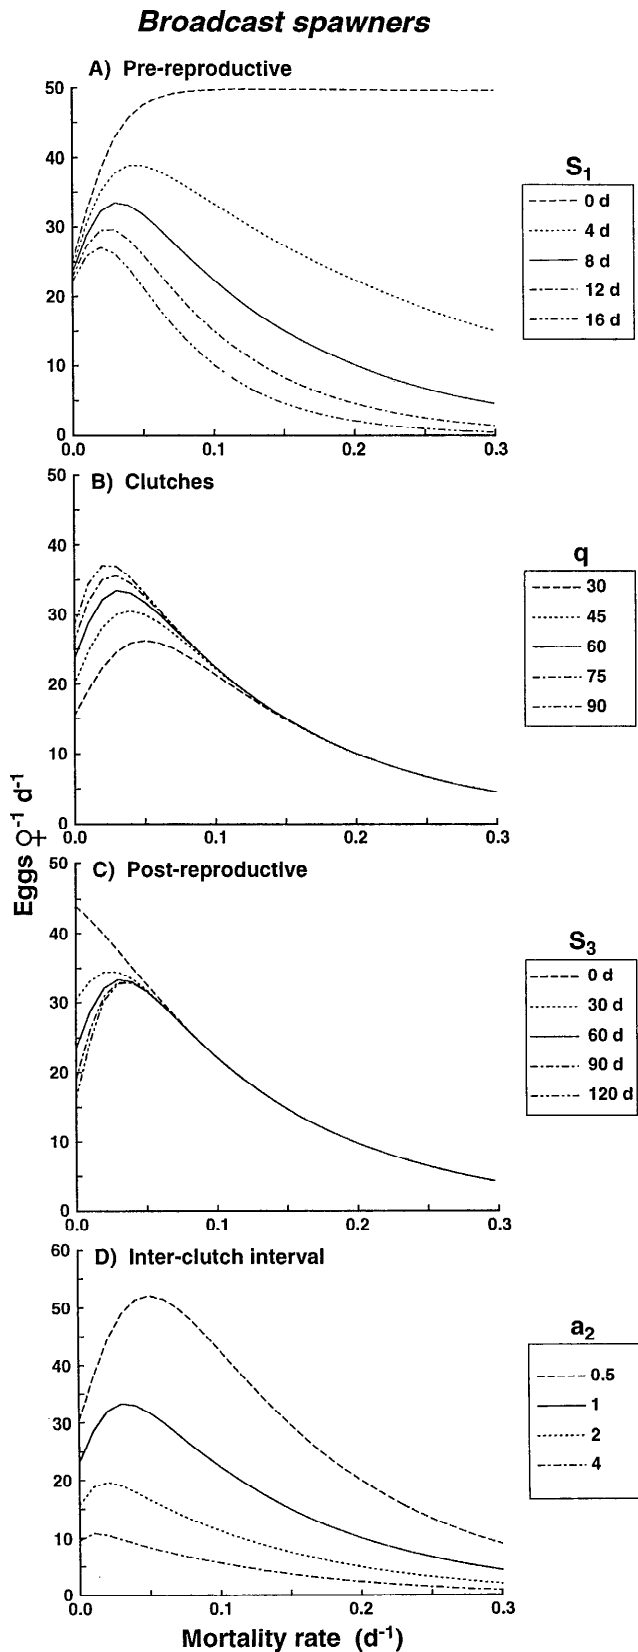 Broadcast spawners
A) Pre-reproductive
50
40
30
20
10
0
0.0 0.1 0.2 0.3
S1
0 d
4 d
8 d
12 d
16 d
B) Clutches
50
40
30
20
10
0
0.0 0.1 0.2 0.3
q
30
45
60
75
90
Eggs ♀-1 d-1
C) Post-reproductive
50
40
30
20
10
0
0.0 0.1 0.2 0.3
S3
0 d
30 d
60 d
90 d
120 d
D) Inter-clutch interval
60
50
40
30
20
10
0
0.0 0.1 0.2 0.3
a2
0.5
1
2
4
Mortality rate (d-1)